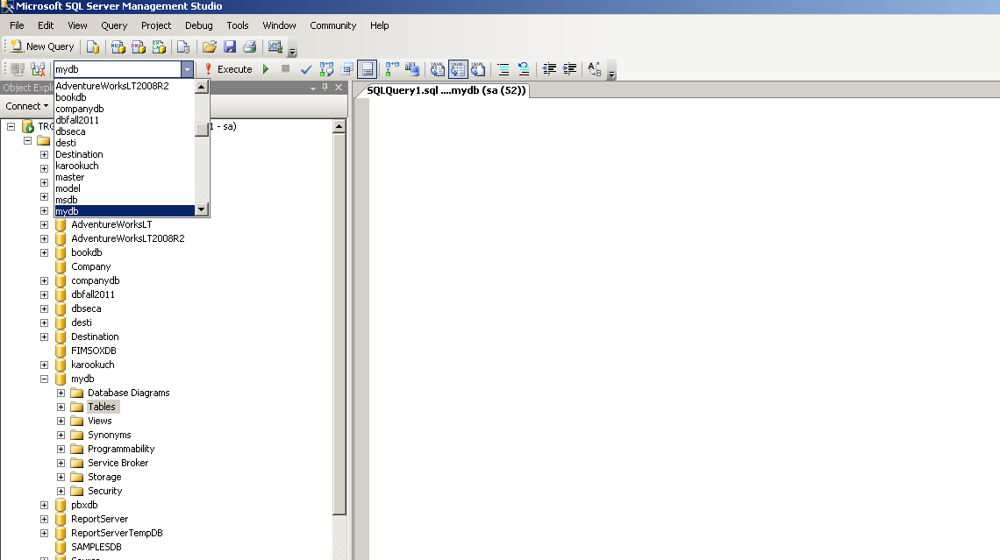 Microsoft SQL Server Management Studio
File Edit View Query Project Debug Tools Window Community Help
New Query
mydb
Execute
AdventureWorksLT2008R2
bookdb
companydb
dbfall2011
dbseca
desti
Destination
karookuch
master
model
msdb
mydb
Object Explo
Connect
TRG
1 - sa)
AdventureWorksLT
AdventureWorksLT2008R2
bookdb
Company
companydb
dbfall2011
dbseca
desti
Destination
FIMSOXDB
karookuch
mydb
Database Diagrams
Tables
Views
Synonyms
Programmability
Service Broker
Storage
Security
pbxdb
ReportServer
ReportServerTempDB
SAMPLESDB
SQLQuery1.sql ....mydb (sa (52))